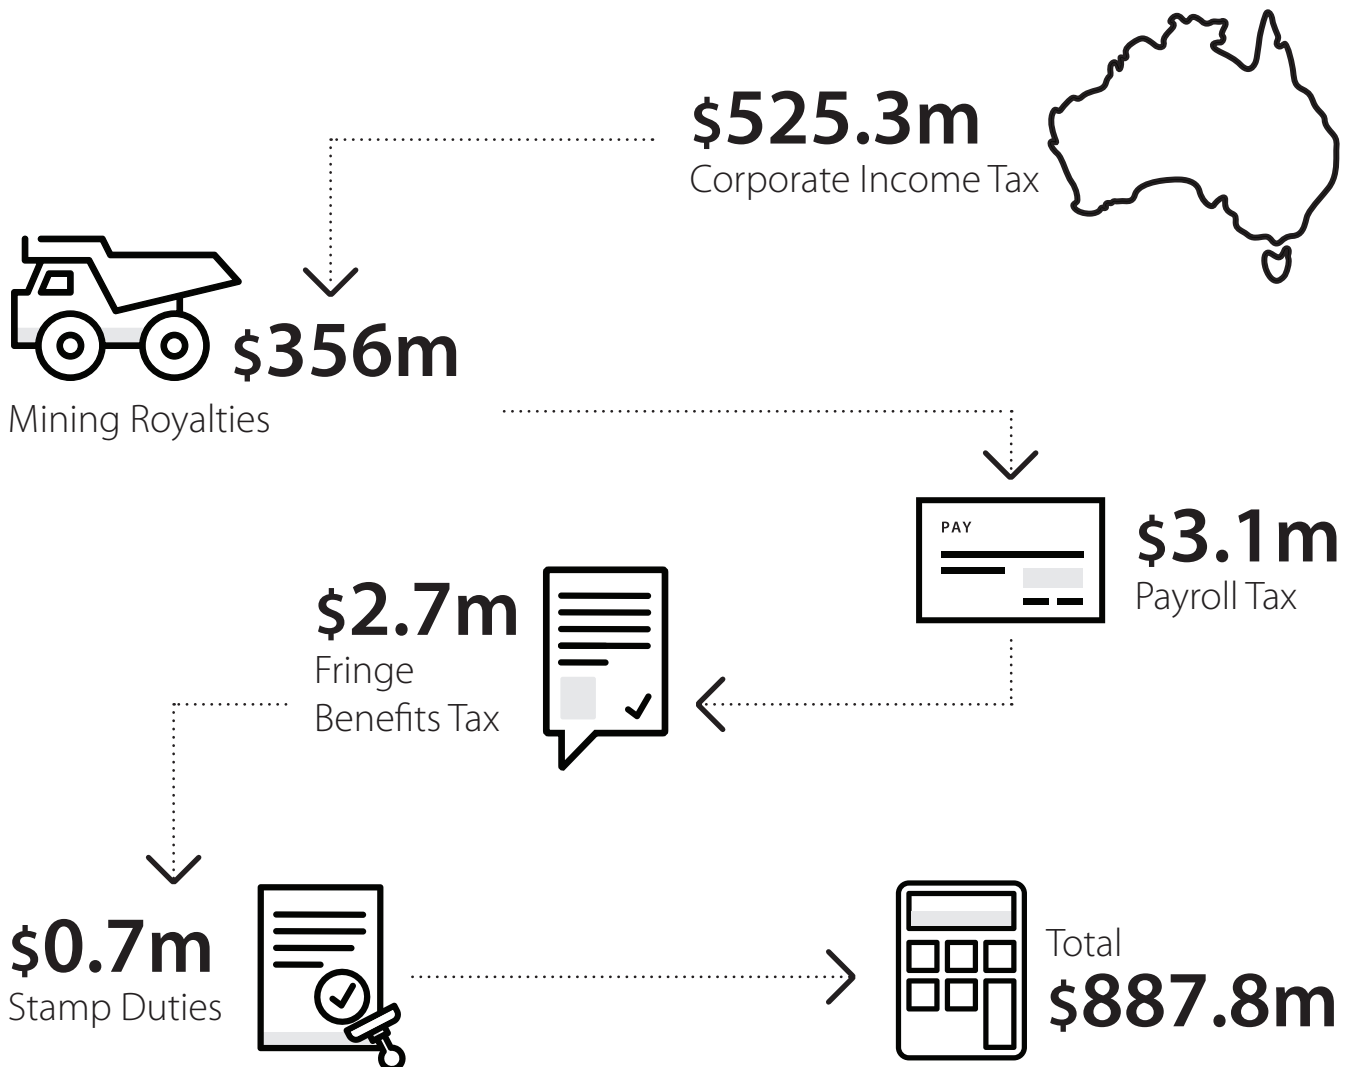 $525.3m
Corporate Income Tax
$356m
Mining Royalties
PAY
$3.1m
Payroll Tax
$2.7m
Fringe
Benefits Tax
$0.7m
Stamp Duties
Total
$887.8m